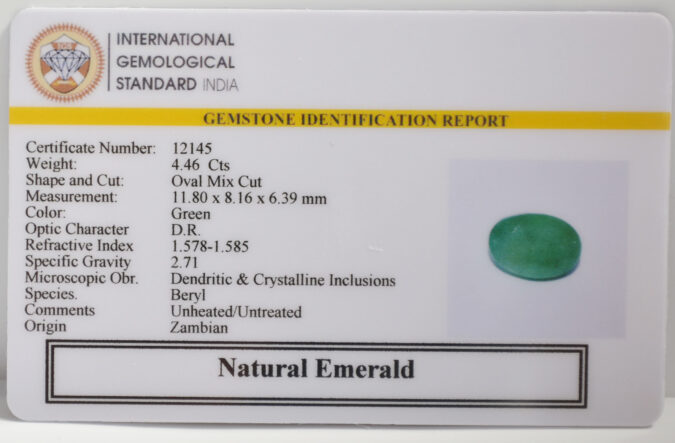 INTERNATIONAL
GEMOLOGICAL
STANDARD INDIA
GEMSTONE IDENTIFICATION REPORT
Certificate Number: 12145
Weight: 4.46 Cts
Shape and Cut: Oval Mix Cut
Measurement: 11.80 x 8.16 x 6.39 mm
Color: Green
Optic Character D.R.
Refractive Index 1.578-1.585
Specific Gravity 2.71
Microscopic Obr. Dendritic & Crystalline Inclusions
Species. Beryl
Comments Unheated/Untreated
Origin Zambian
Natural Emerald